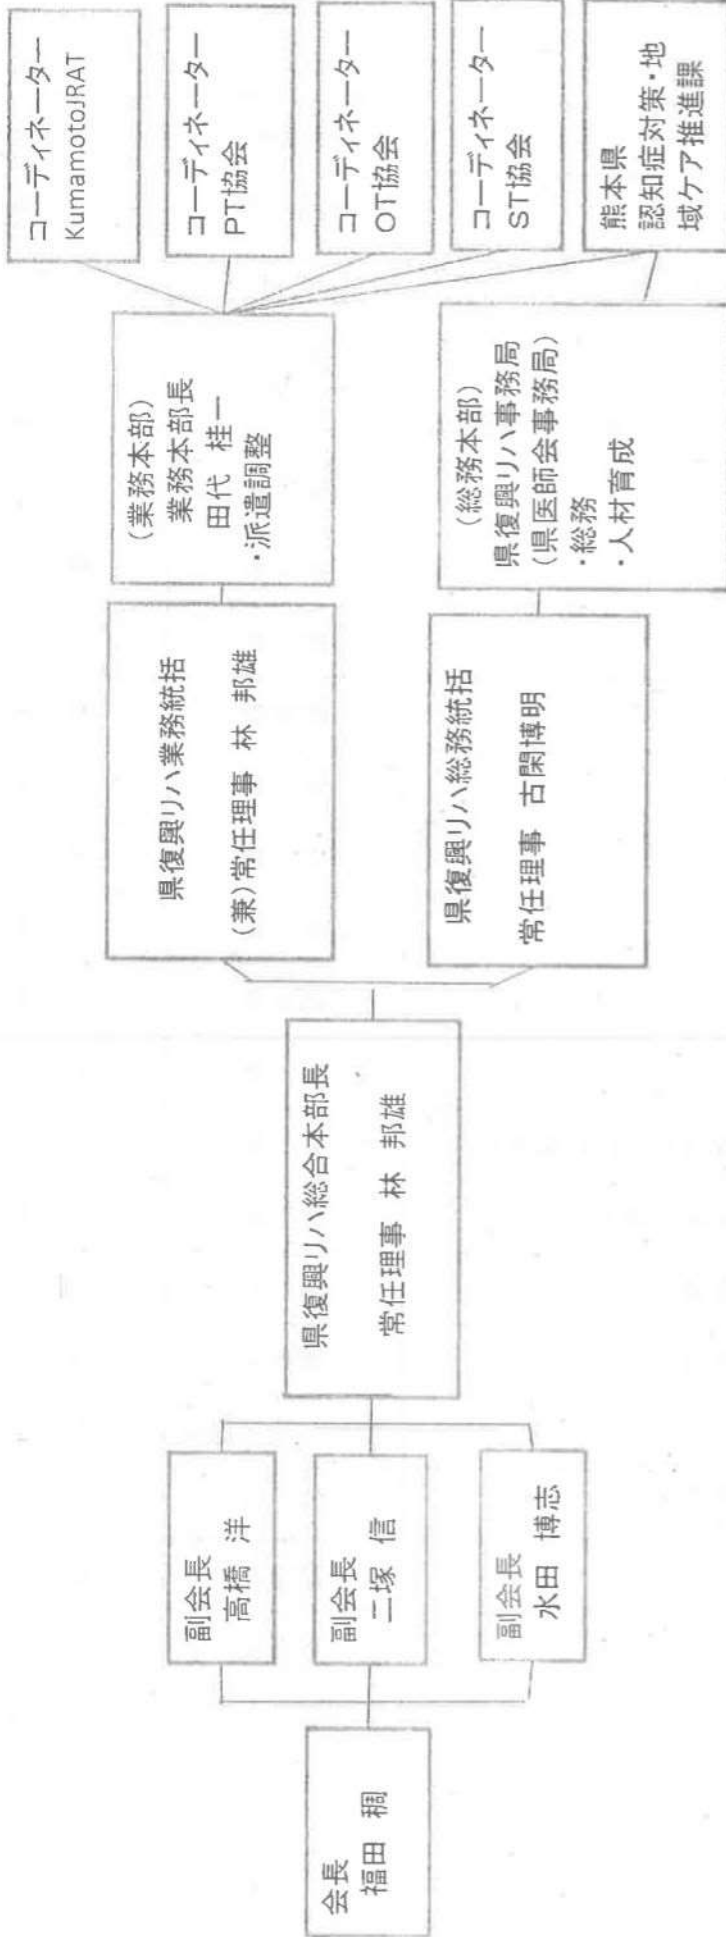 会長
福田 稠
副会長
高橋 洋
副会長
二塚 信
副会長
水田 博志
県復興リハ総合本部長
常任理事 林 邦雄
県復興リハ業務統括
(兼)常任理事 林 邦雄
県復興リハ総務統括
常任理事 古閑博明
(業務本部)
業務本部長
田代 桂一
・派遣調整
(総務本部)
県復興リハ事務局
(県医師会事務局)
・総務
・人材育成
コーディネーター
KumamotoJRAT
コーディネーター
PT協会
コーディネーター
OT協会
コーディネーター
ST協会
熊本県
認知症対策・地
域ケア推進課